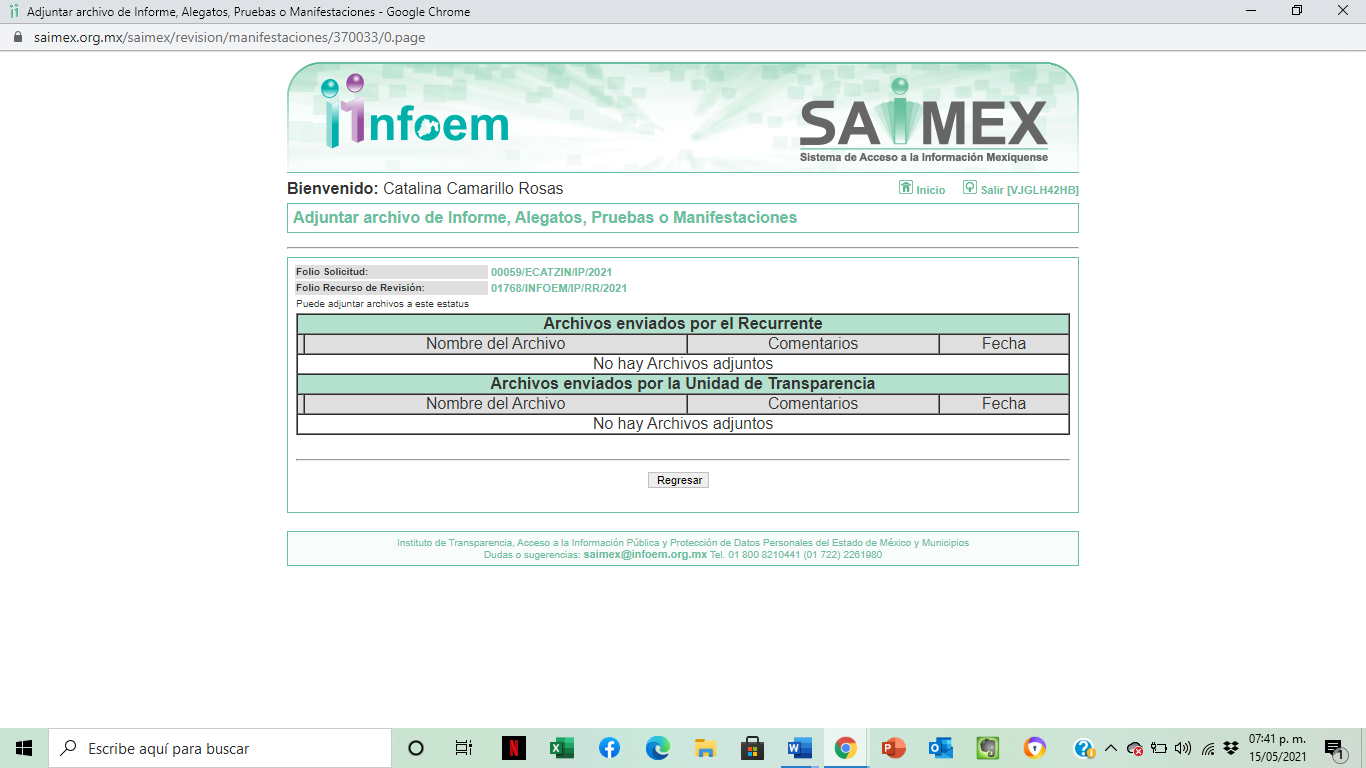 Adjuntar archivo de Informe, Alegatos, Pruebas o Manifestaciones - Google Chrome
saimex.org.mx/saimex/revision/manifestaciones/370033/0.page
infoem
SAIMEX
Sistema de Acceso a la Información Mexiquense
Bienvenido: Catalina Camarillo Rosas
Inicio Salir [VJGLH42HB]
Adjuntar archivo de Informe, Alegatos, Pruebas o Manifestaciones
Folio Solicitud: 00059/ECATZIN/IP/2021
Folio Recurso de Revisión: 01768/INFOEM/IP/RR/2021
Puede adjuntar archivos a este estatus
Archivos enviados por el Recurrente
Nombre del Archivo Comentarios Fecha
No hay Archivos adjuntos
Archivos enviados por la Unidad de Transparencia
Nombre del Archivo Comentarios Fecha
No hay Archivos adjuntos
Regresar
Instituto de Transparencia, Acceso a la Información Pública y Protección de Datos Personales del Estado de México y Municipios
Dudas o sugerencias: saimex@infoem.org.mx Tel. 01 800 8210441 (01 722) 2261980
Escribe aquí para buscar
07:41 p. m.
15/05/2021
1